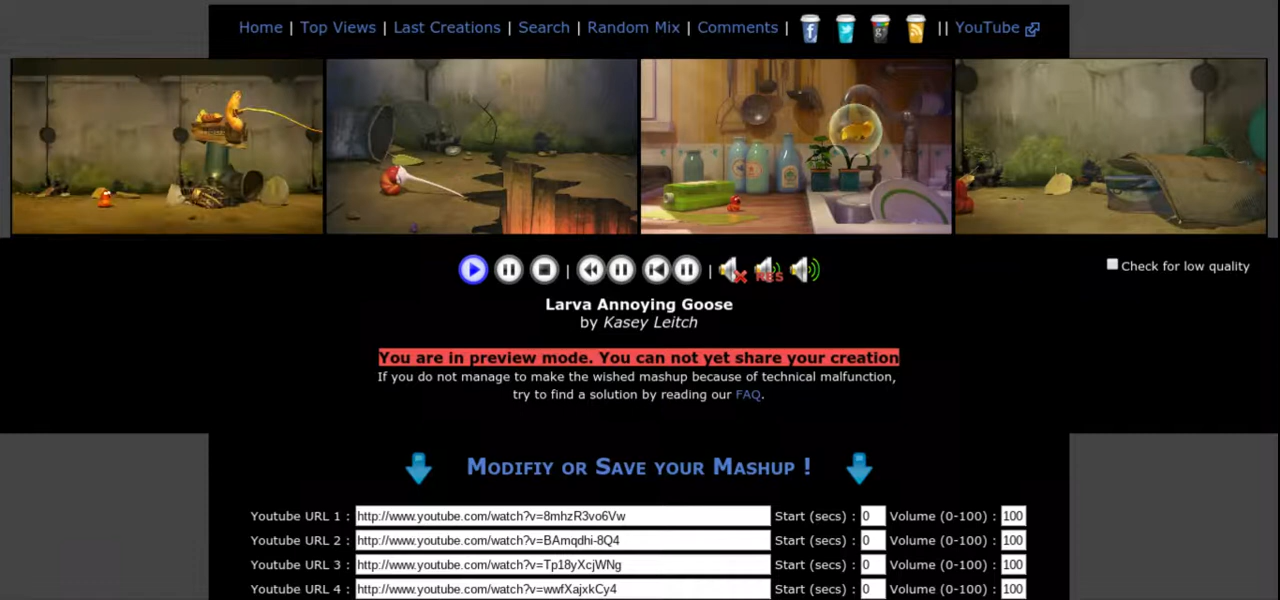 Home | Top Views | Last Creations | Search | Random Mix | Comments | f g+ || YouTube
RES
Check for low quality
Larva Annoying Goose
by Kasey Leitch
You are in preview mode. You can not yet share your creation
If you do not manage to make the wished mashup because of technical malfunction,
try to find a solution by reading our FAQ.
Modifiy or Save your Mashup !
Youtube URL 1 : http://www.youtube.com/watch?v=8mhzR3vo6Vw Start (secs) : 0 Volume (0-100) : 100
Youtube URL 2 : http://www.youtube.com/watch?v=BAmqdhi-8Q4 Start (secs) : 0 Volume (0-100) : 100
Youtube URL 3 : http://www.youtube.com/watch?v=Tp18yXcjWNg Start (secs) : 0 Volume (0-100) : 100
Youtube URL 4 : http://www.youtube.com/watch?v=wwfXajxkCy4 Start (secs) : 0 Volume (0-100) : 100